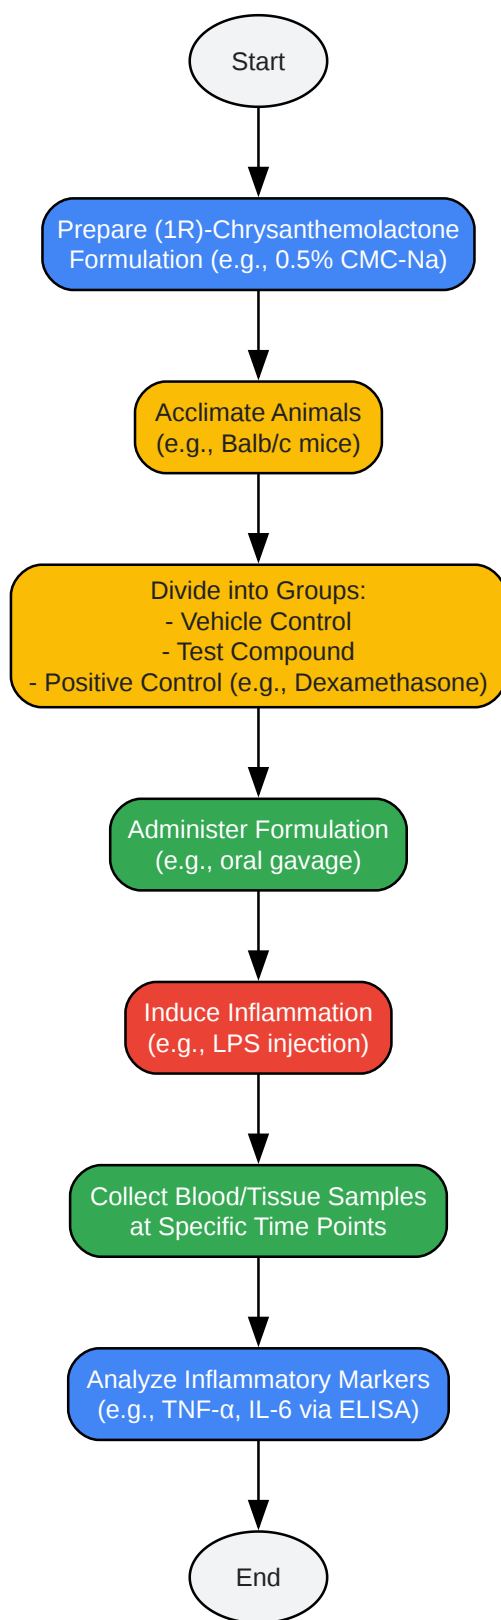 Start
Prepare (1R)-Chrysanthemolactone
Formulation (e.g., 0.5% CMC-Na)
Acclimate Animals
(e.g., Balb/c mice)
Divide into Groups:
- Vehicle Control
- Test Compound
- Positive Control (e.g., Dexamethasone)
Administer Formulation
(e.g., oral gavage)
Induce Inflammation
(e.g., LPS injection)
Collect Blood/Tissue Samples
at Specific Time Points
Analyze Inflammatory Markers
(e.g., TNF-α, IL-6 via ELISA)
End